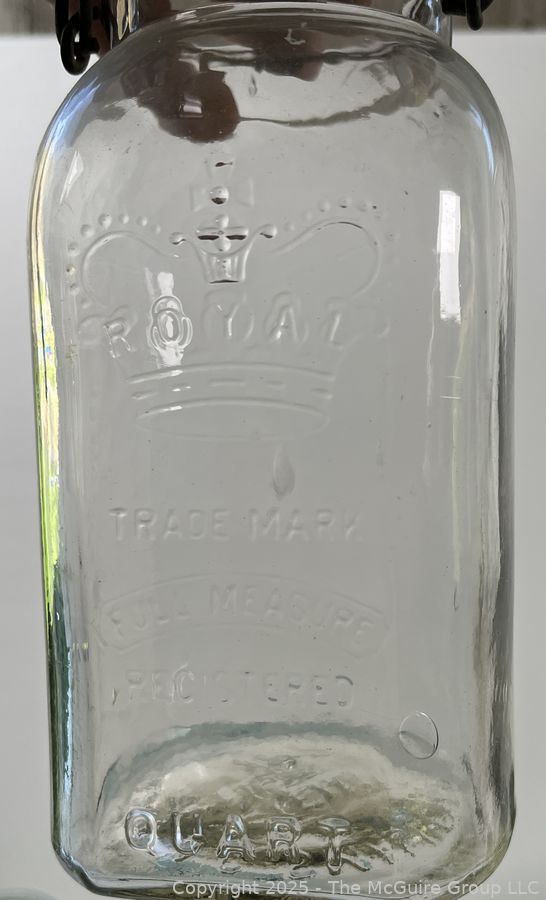 ROYAL
TRADE MARK
FULL MEASURE
REGISTERED
QUART
Copyright 2025 - The McGuire Group LLC